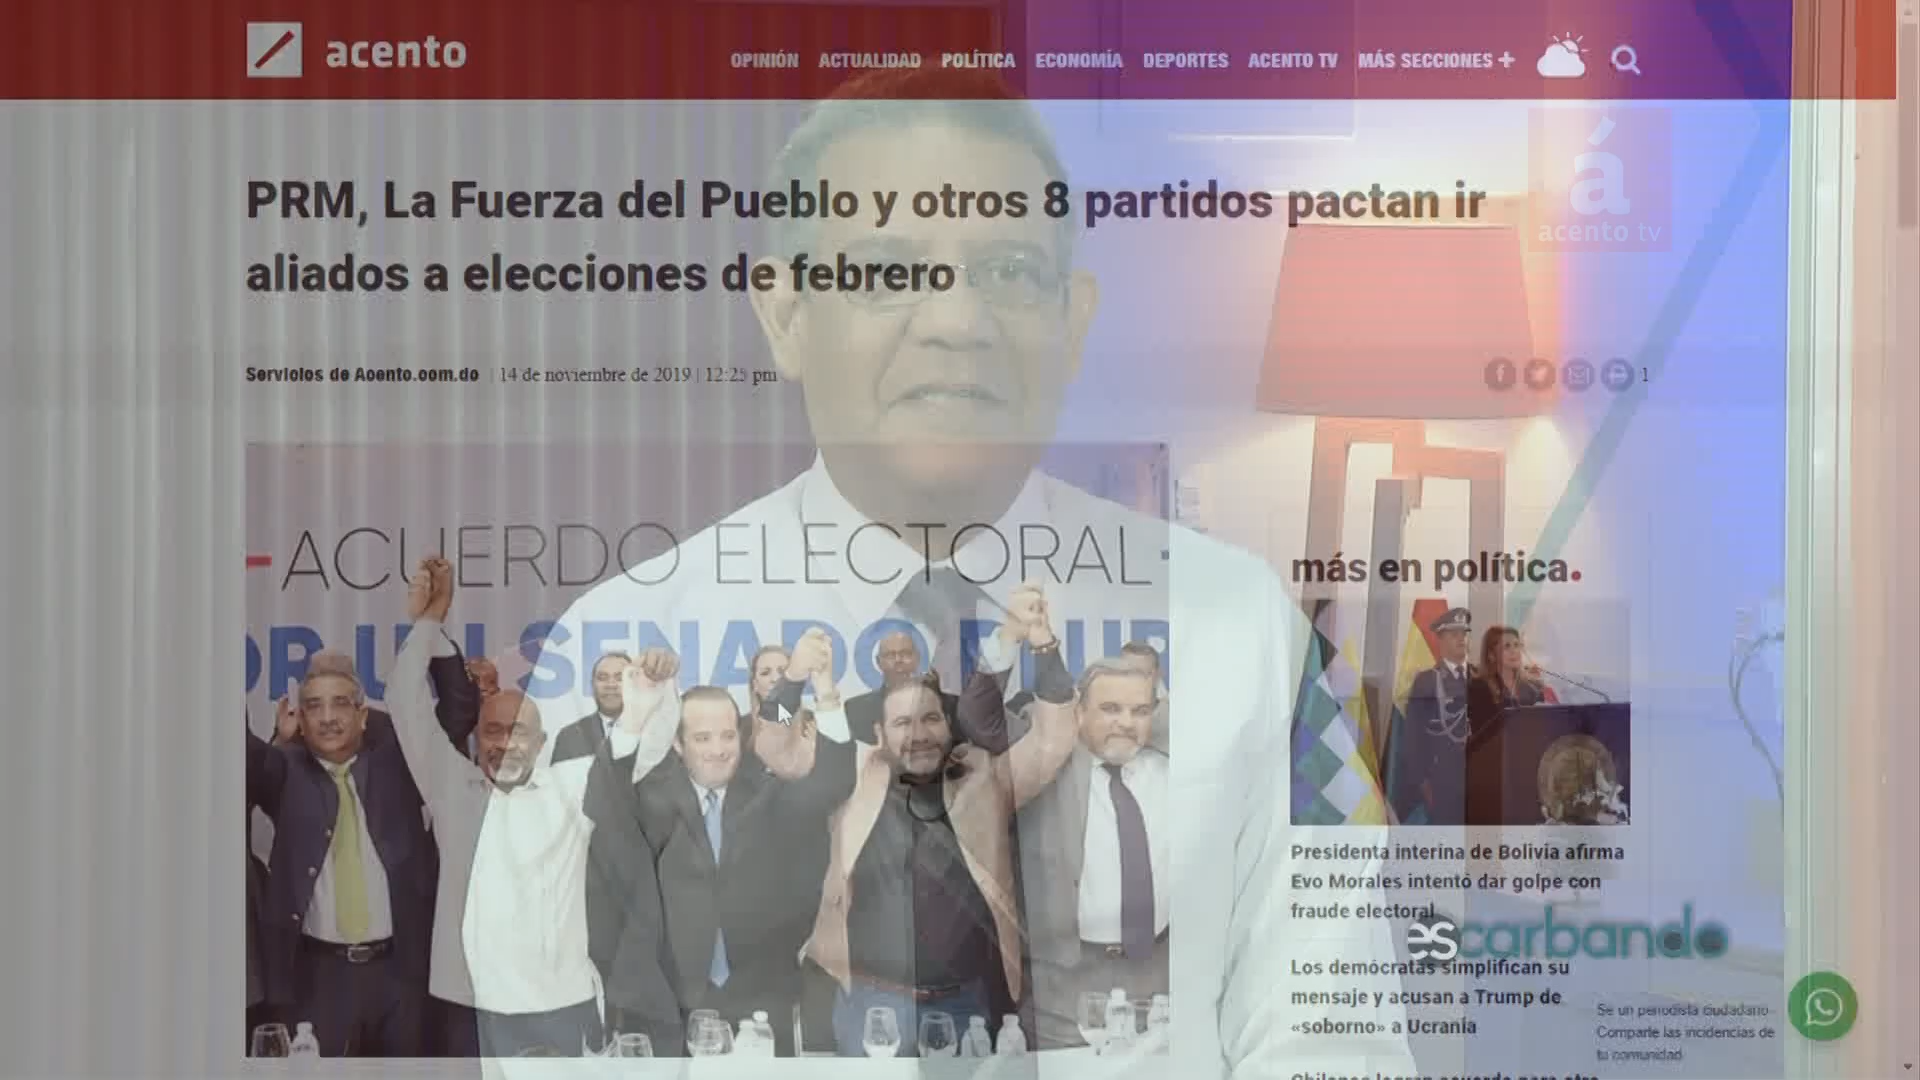 acento
OPINIÓN ACTUALIDAD POLÍTICA ECONOMÍA DEPORTES ACENTO TV MÁS SECCIONES +
á
acento tv
PRM, La Fuerza del Pueblo y otros 8 partidos pactan ir
aliados a elecciones de febrero
Servicios de Acento.com.do | 14 de noviembre de 2019 | 12:25 pm
1
ACUERDO ELECTORAL
OR UN SENADO PLUR
más en política.
Presidenta interina de Bolivia afirma
Evo Morales intentó dar golpe con
fraude electoral
escarbando
Los demócratas simplifican su
mensaje y acusan a Trump de
«soborno» a Ucrania
Se un periodista ciudadano
Comparte las incidencias de
tu comunidad